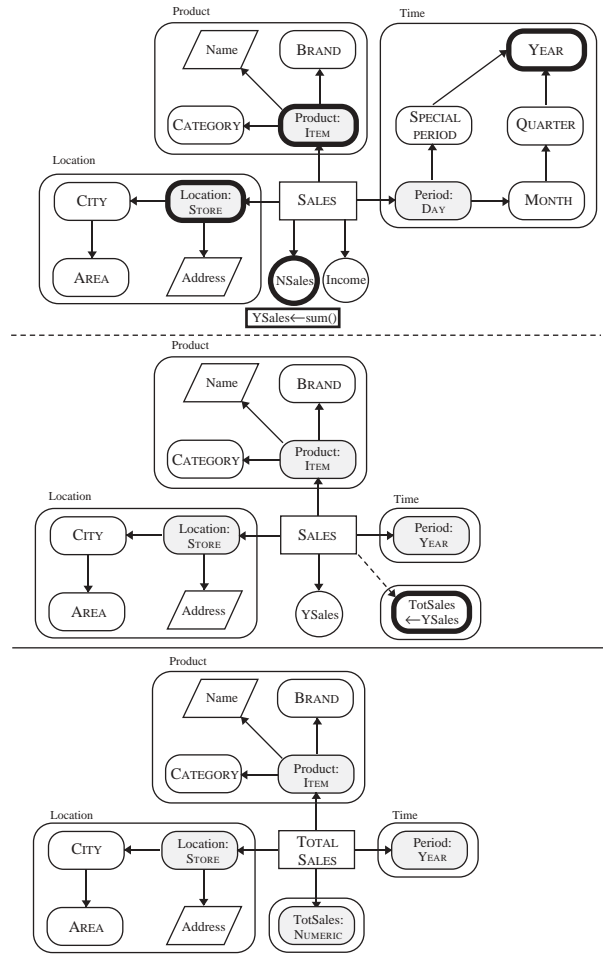 Product
Time
Name
BRAND
YEAR
CATEGORY
Product:
ITEM
SPECIAL
PERIOD
QUARTER
Location
CITY
Location:
STORE
SALES
Period:
DAY
MONTH
AREA
Address
NSales
Income
YSales←sum()
Product
Name
BRAND
CATEGORY
Product:
ITEM
Location
Time
CITY
Location:
STORE
SALES
Period:
YEAR
AREA
Address
YSales
TotSales
←YSales
Product
Name
BRAND
CATEGORY
Product:
ITEM
Location
Time
CITY
Location:
STORE
TOTAL
SALES
Period:
YEAR
AREA
Address
TotSales:
NUMERIC